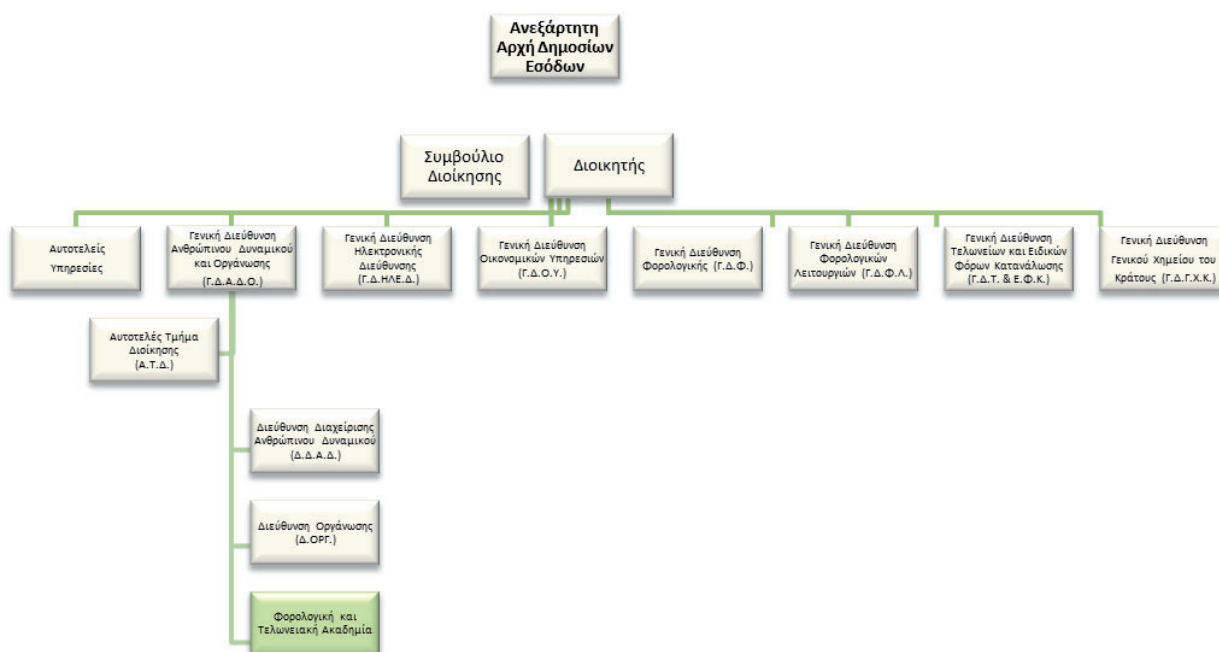 Ανεξάρτητη
Αρχή Δημοσίων
Εσόδων
Συμβούλιο
Διοίκησης
Διοικητής
Αυτοτελείς
Υπηρεσίες
Γενική Διεύθυνση
Ανθρώπινου Δυναμικού
και Οργάνωσης
(Γ.Δ.Α.Δ.Ο.)
Γενική Διεύθυνση
Ηλεκτρονικής
Διεύθυνσης
(Γ.Δ.ΗΛΕ.Δ.)
Γενική Διεύθυνση
Οικονομικών Υπηρεσιών
(Γ.Δ.Ο.Υ.)
Γενική Διεύθυνση
Φορολογικής (Γ.Δ.Φ.)
Γενική Διεύθυνση
Φορολογικών
Λειτουργιών (Γ.Δ.Φ.Λ.)
Γενική Διεύθυνση
Τελωνείων και Ειδικών
Φόρων Κατανάλωσης
(Γ.Δ.Τ. & Ε.Φ.Κ.)
Γενική Διεύθυνση
Γενικού Χημείου του
Κράτους (Γ.Δ.Γ.Χ.Κ.)
Αυτοτελές Τμήμα
Διοίκησης
(Α.Τ.Δ.)
Διεύθυνση Διαχείρισης
Ανθρώπινου Δυναμικού
(Δ.Δ.Α.Δ.)
Διεύθυνση Οργάνωσης
(Δ.ΟΡΓ.)
Φορολογική και
Τελωνειακή Ακαδημία